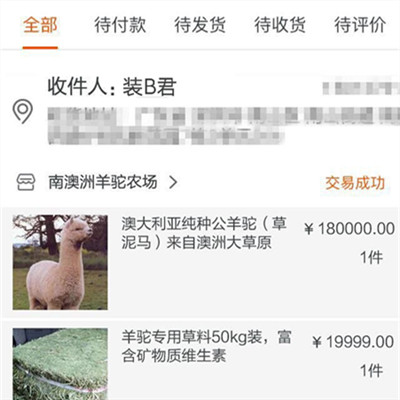 全部 待付款 待发货 待收货 待评价
收件人: 装B君
南澳洲羊驼农场
交易成功
澳大利亚纯种公羊驼（草
泥马）来自澳洲大草原
¥180000.00
1件
羊驼专用草料50kg装，富
含矿物质维生素
¥19999.00
1件